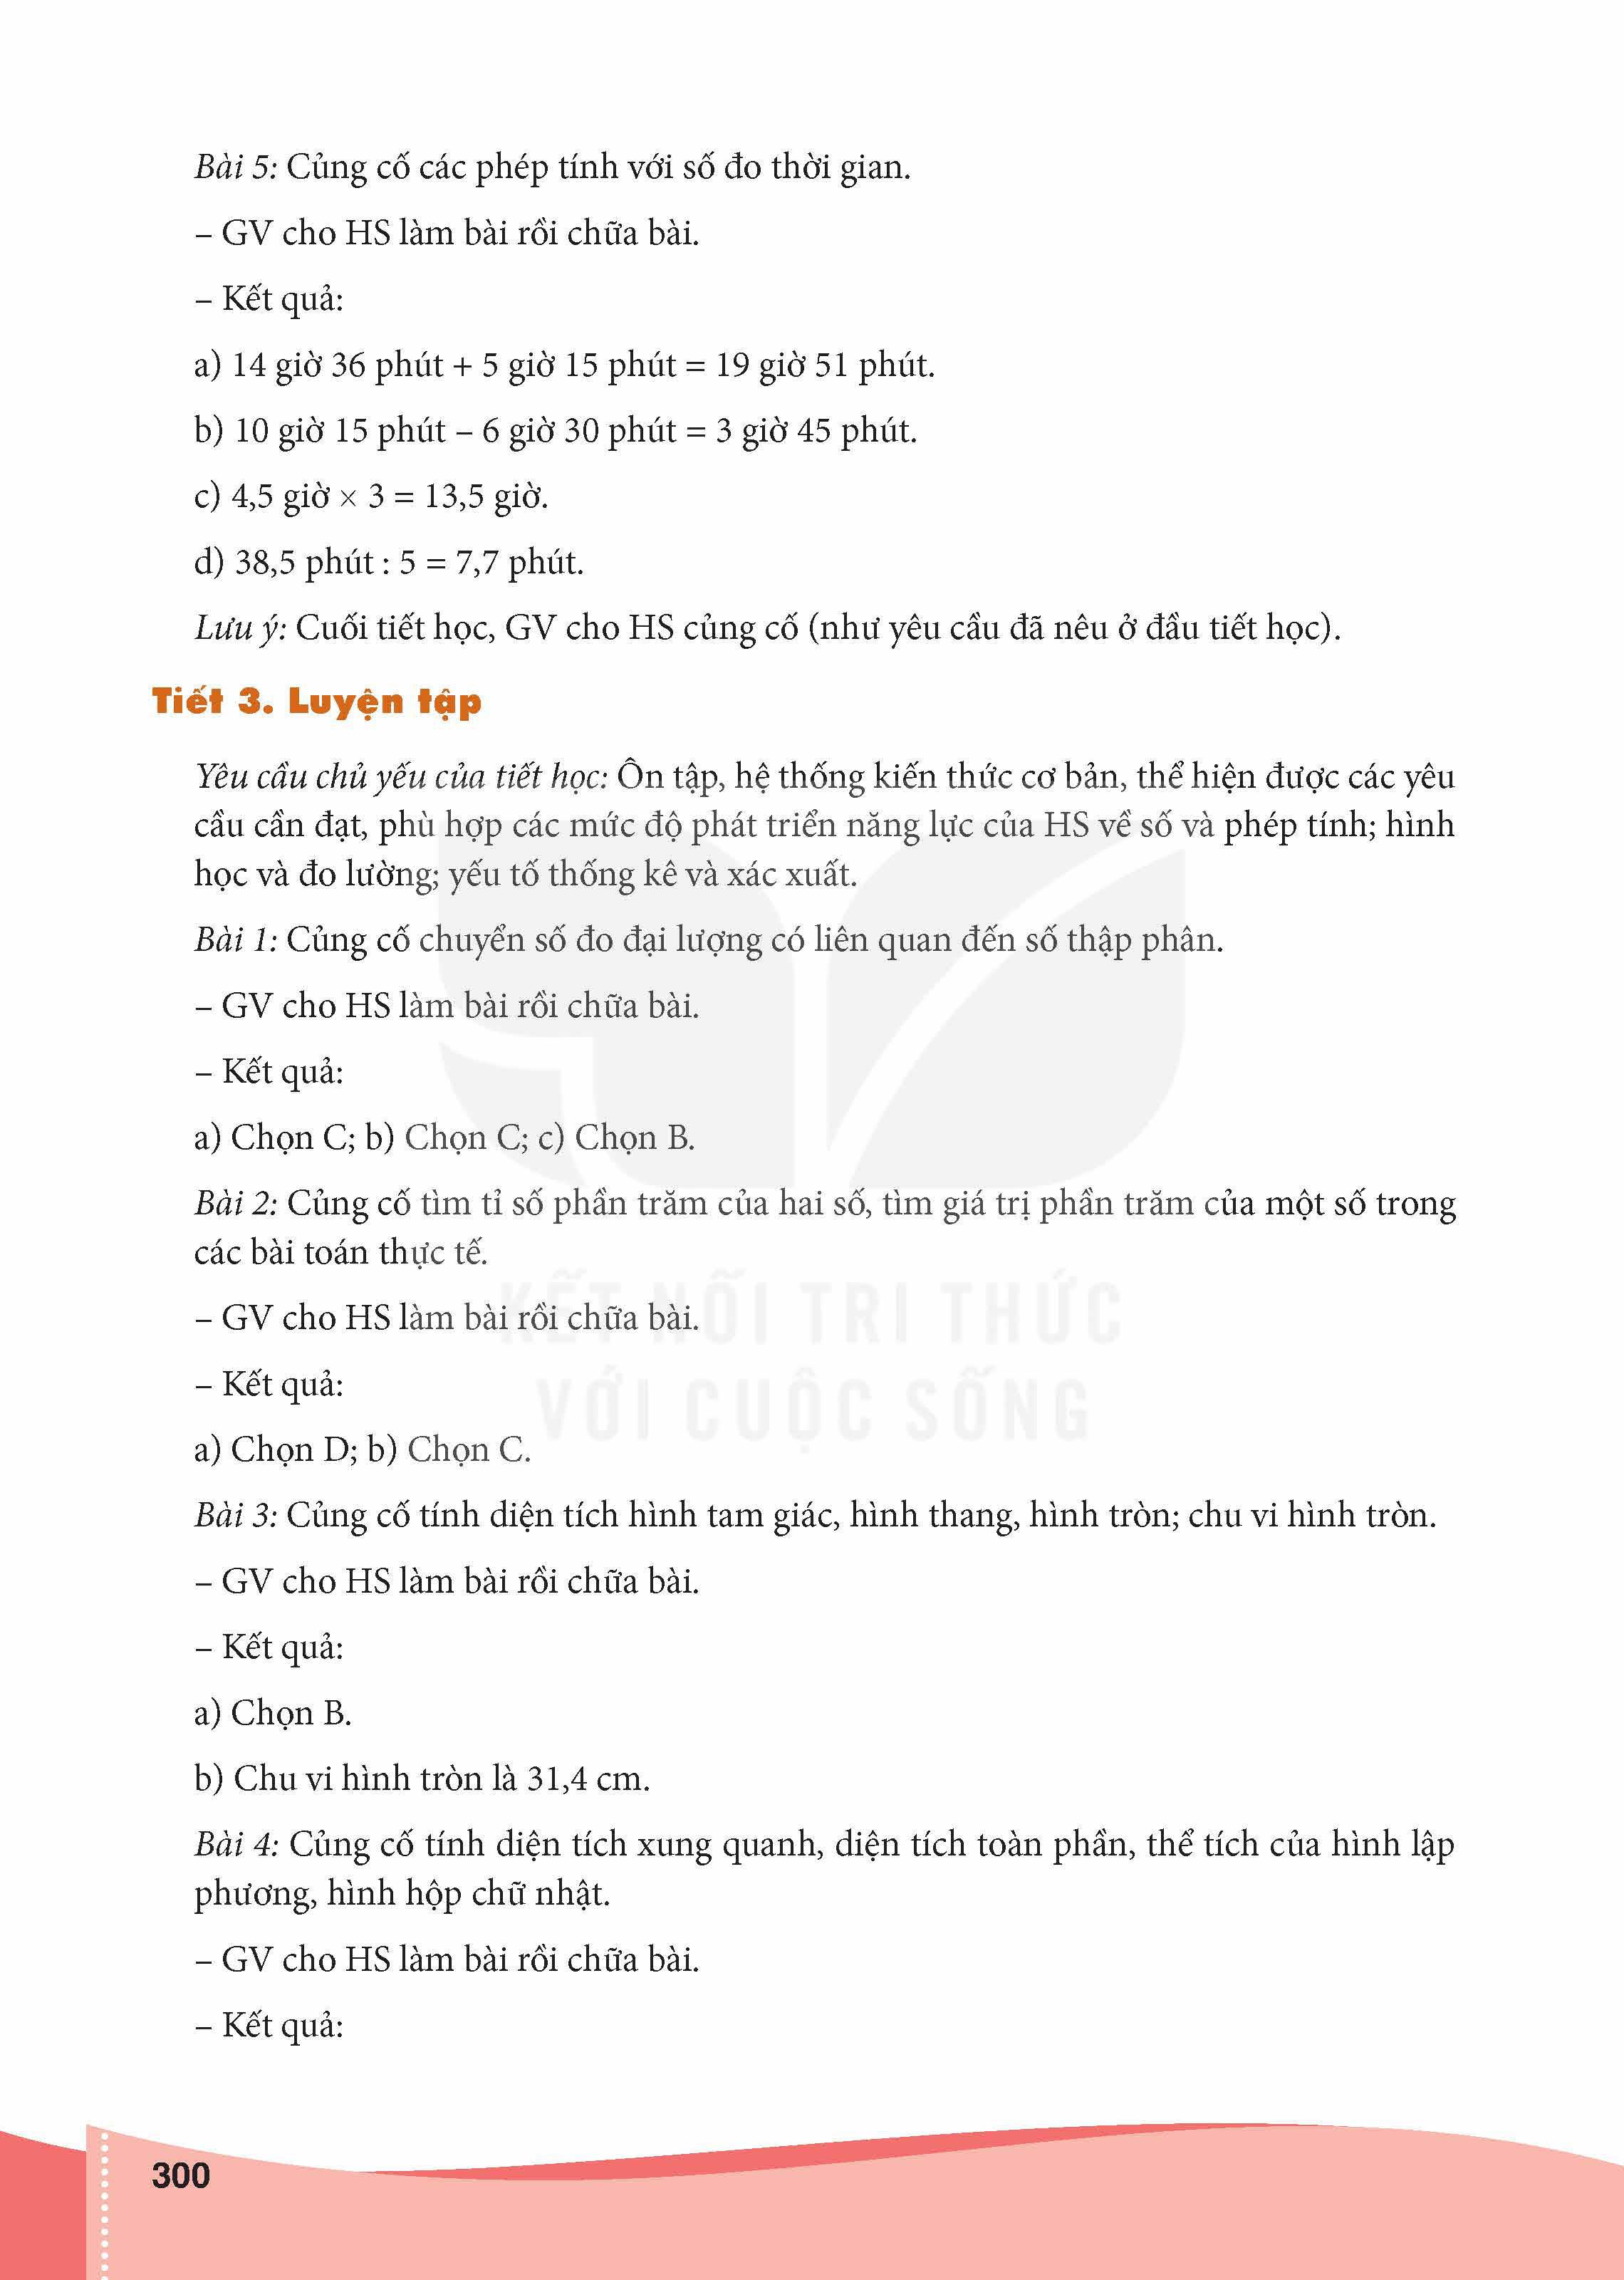 Bài 5: Củng cố các phép tính với số đo thời gian.
– GV cho HS làm bài rồi chữa bài.
– Kết quả:
a) 14 giờ 36 phút + 5 giờ 15 phút = 19 giờ 51 phút.
b) 10 giờ 15 phút – 6 giờ 30 phút = 3 giờ 45 phút.
c) 4,5 giờ × 3 = 13,5 giờ.
d) 38,5 phút : 5 = 7,7 phút.
Lưu ý: Cuối tiết học, GV cho HS củng cố (như yêu cầu đã nêu ở đầu tiết học).
Tiết 3. Luyện tập
Yêu cầu chủ yếu của tiết học: Ôn tập, hệ thống kiến thức cơ bản, thể hiện được các yêu
cầu cần đạt, phù hợp các mức độ phát triển năng lực của HS về số và phép tính; hình
học và đo lường; yếu tố thống kê và xác xuất.
Bài 1: Củng cố chuyển số đo đại lượng có liên quan đến số thập phân.
– GV cho HS làm bài rồi chữa bài.
– Kết quả:
a) Chọn C; b) Chọn C; c) Chọn B.
Bài 2: Củng cố tìm tỉ số phần trăm của hai số, tìm giá trị phần trăm của một số trong
các bài toán thực tế.
– GV cho HS làm bài rồi chữa bài.
KẾT NỐI TRI THỨC
– Kết quả:
VỚI CUỘC SỐNG
a) Chọn D; b) Chọn C.
Bài 3: Củng cố tính diện tích hình tam giác, hình thang, hình tròn; chu vi hình tròn.
– GV cho HS làm bài rồi chữa bài.
– Kết quả:
a) Chọn B.
b) Chu vi hình tròn là 31,4 cm.
Bài 4: Củng cố tính diện tích xung quanh, diện tích toàn phần, thể tích của hình lập
phương, hình hộp chữ nhật.
– GV cho HS làm bài rồi chữa bài.
– Kết quả:
300